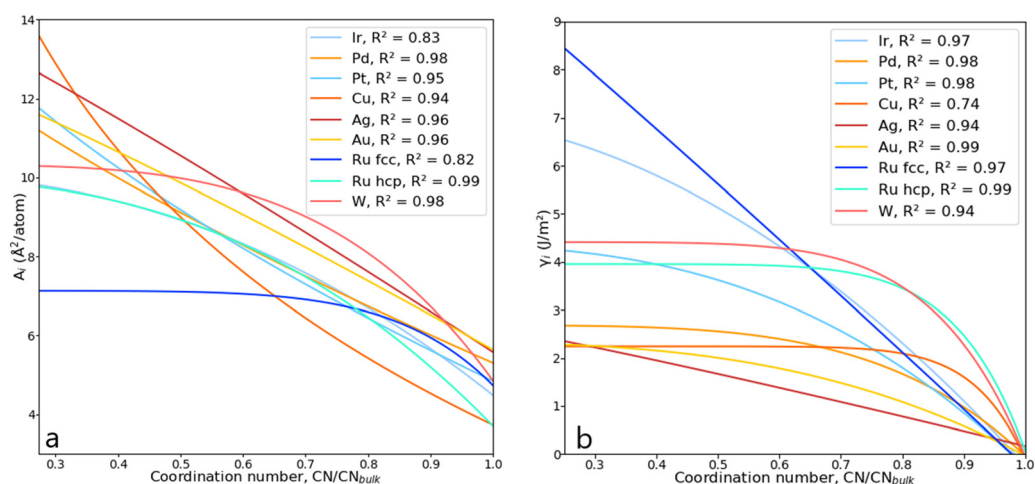 14
12
10
8
6
4
A_i (Å²/atom)
Ir, R² = 0.83
Pd, R² = 0.98
Pt, R² = 0.95
Cu, R² = 0.94
Ag, R² = 0.96
Au, R² = 0.96
Ru fcc, R² = 0.82
Ru hcp, R² = 0.99
W, R² = 0.98
a
0.3 0.4 0.5 0.6 0.7 0.8 0.9 1.0
Coordination number, CN/CN_bulk
9
8
7
6
5
4
3
2
1
0
γ_i (J/m²)
Ir, R² = 0.97
Pd, R² = 0.98
Pt, R² = 0.98
Cu, R² = 0.74
Ag, R² = 0.94
Au, R² = 0.99
Ru fcc, R² = 0.97
Ru hcp, R² = 0.99
W, R² = 0.94
b
0.3 0.4 0.5 0.6 0.7 0.8 0.9 1.0
Coordination number, CN/CN_bulk